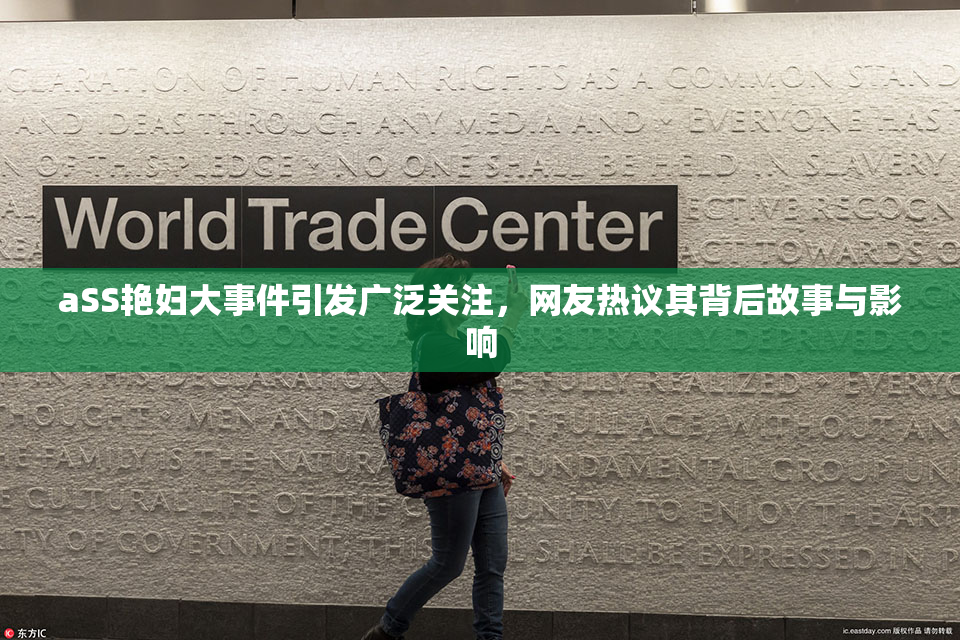 CLARATION OF HUMAN RIGHTS AS A COMMON STAND
AND IDEAS THROUGH ANY MEDIA AND EVERYONE HAS
OF THIS PLEDGE NO ONE SHALL BE HELD IN SLAVERY
World Trade Center
ECTIVE RECOGN
ACT TOWARDS O
aSS艳妇大事件引发广泛关注，网友热议其背后故事与影
响
IN THIS DECLARATION FULLY REALIZED EVERYO
THOUGHT MEN AND W OF FULL AGE WITHO
E FAMILY IS THE NATURA FUNDAMENTAL GROUP N
E CULTURAL LIFE OF THE COMMUNITY, TO ENJOY THE ART
TY OF GOVERNMENT; THIS SHALL BE EXPRESSED IN P
东方IC
ic.eastday.com 版权作品 请勿转载